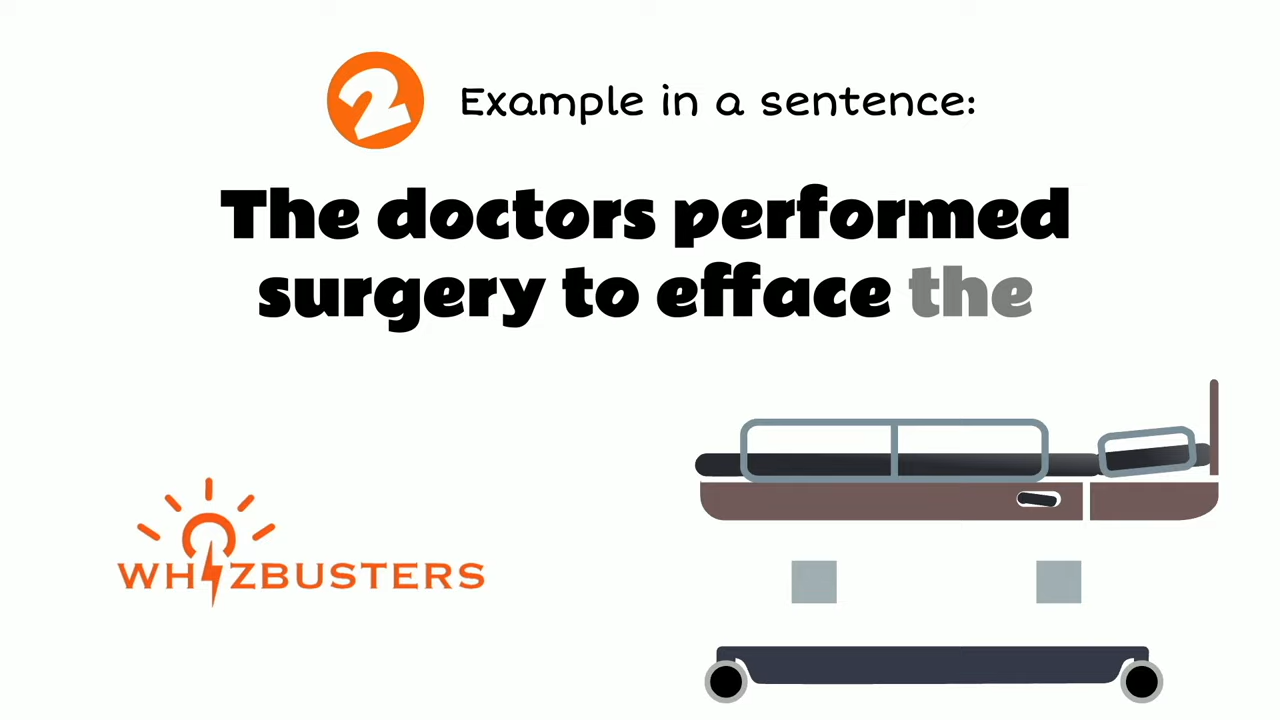 2 Example in a sentence:
The doctors performed
surgery to efface the
WHIZBUSTERS